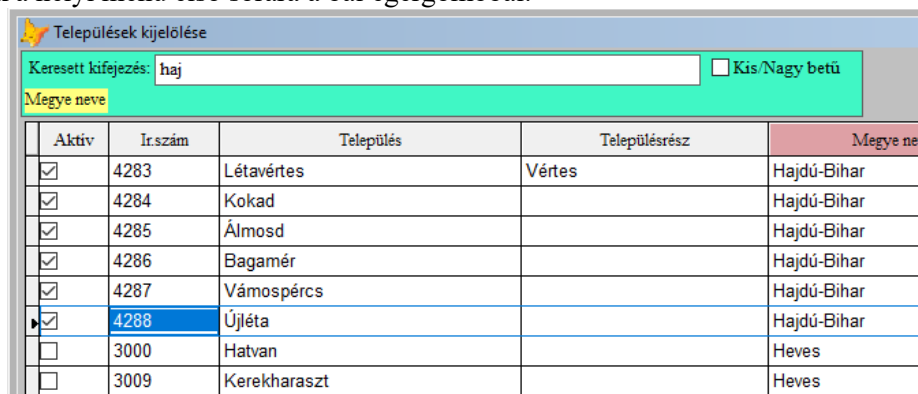 Települések kijelölése
Keresett kifejezés: haj Kis/Nagy betű
Megye neve
Aktív Ir.szám Település Településrész Megye ne
4283 Létavértes Vértes Hajdú-Bihar
4284 Kokad Hajdú-Bihar
4285 Álmosd Hajdú-Bihar
4286 Bagamér Hajdú-Bihar
4287 Vámospércs Hajdú-Bihar
4288 Újléta Hajdú-Bihar
3000 Hatvan Heves
3009 Kerekharaszt Heves